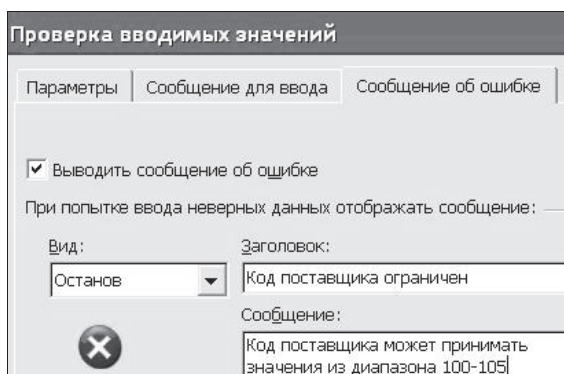 Проверка вводимых значений
Параметры Сообщение для ввода Сообщение об ошибке
Выводить сообщение об ошибке
При попытке ввода неверных данных отображать сообщение:
Вид: Заголовок:
Останов Код поставщика ограничен
Сообщение:
Код поставщика может принимать
значения из диапазона 100-105